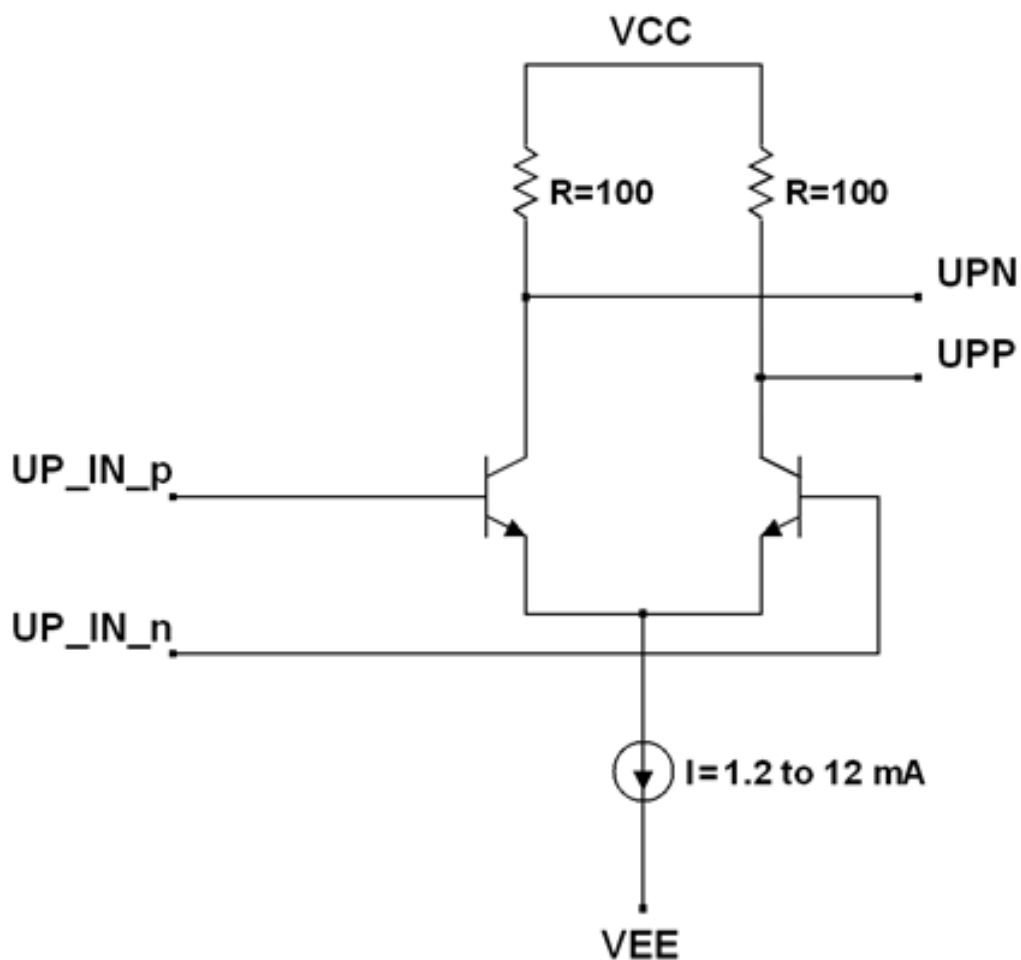 VCC
R=100
R=100
UPN
UPP
UP_IN_p
UP_IN_n
I=1.2 to 12 mA
VEE